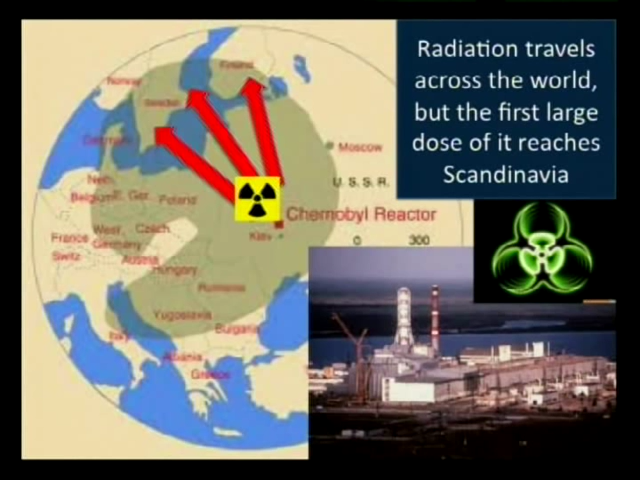 Radiation travels
across the world,
but the first large
dose of it reaches
Scandinavia
Finland
Norway
Sweden
Denmark
Moscow
U. S. S. R.
Neth.
Belgium E. Ger. Poland
Chernobyl Reactor
Kiev
0 300
France West. Czech.
Germany
Switz
Austria
Hungary
Romania
Yugoslavia
Bulgaria
Italy
Albania
Greece